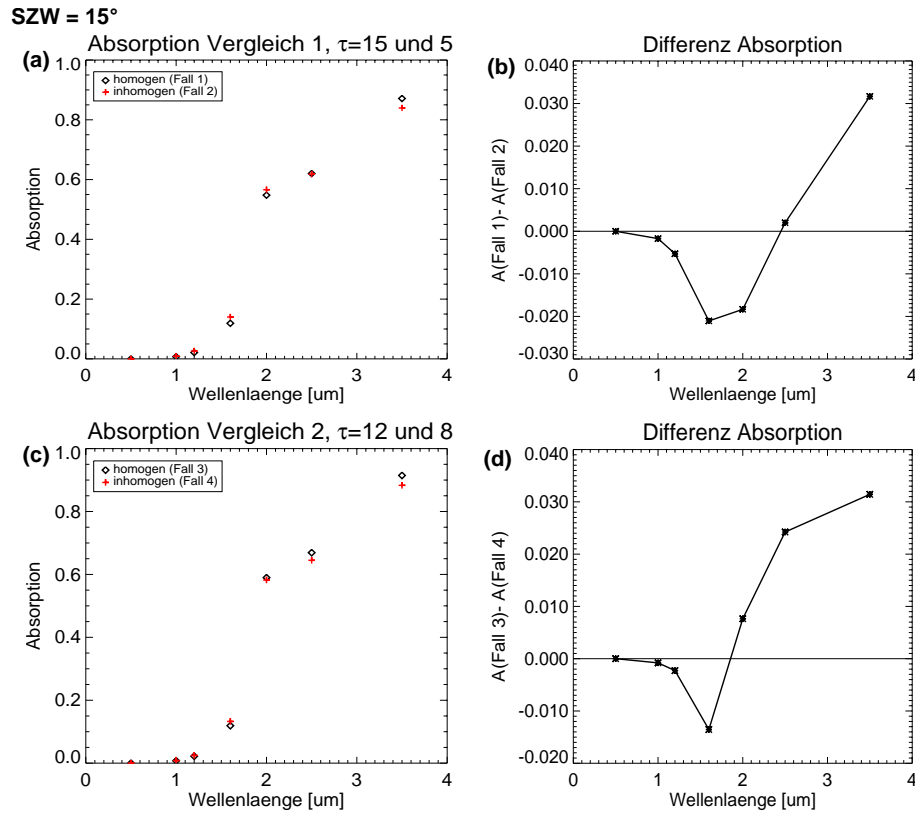 SZW = 15°
(a)
Absorption Vergleich 1, τ=15 und 5
1.0
0.8
0.6
0.4
0.2
0.0
Absorption
homogen (Fall 1)
inhomogen (Fall 2)
0 1 2 3 4
Wellenlaenge [um]
(b)
Differenz Absorption
0.040
0.030
0.020
0.010
0.000
-0.010
-0.020
-0.030
A(Fall 1)- A(Fall 2)
0 1 2 3 4
Wellenlaenge [um]
(c)
Absorption Vergleich 2, τ=12 und 8
1.0
0.8
0.6
0.4
0.2
0.0
Absorption
homogen (Fall 3)
inhomogen (Fall 4)
0 1 2 3 4
Wellenlaenge [um]
(d)
Differenz Absorption
0.040
0.030
0.020
0.010
0.000
-0.010
-0.020
A(Fall 3)- A(Fall 4)
0 1 2 3 4
Wellenlaenge [um]